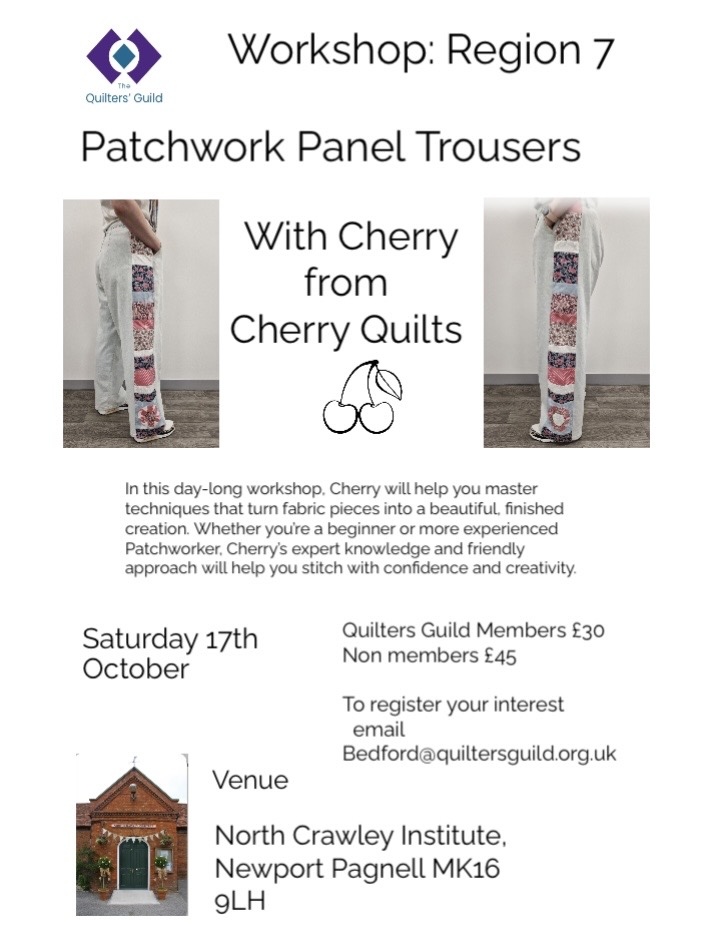 Workshop: Region 7
The
Quilters' Guild
Patchwork Panel Trousers
With Cherry
from
Cherry Quilts
In this day-long workshop, Cherry will help you master
techniques that turn fabric pieces into a beautiful, finished
creation. Whether you're a beginner or more experienced
Patchworker, Cherry's expert knowledge and friendly
approach will help you stitch with confidence and creativity.
Saturday 17th
October
Quilters Guild Members £30
Non members £45
To register your interest
email
Bedford@quiltersguild.org.uk
Venue
North Crawley Institute,
Newport Pagnell MK16
9LH